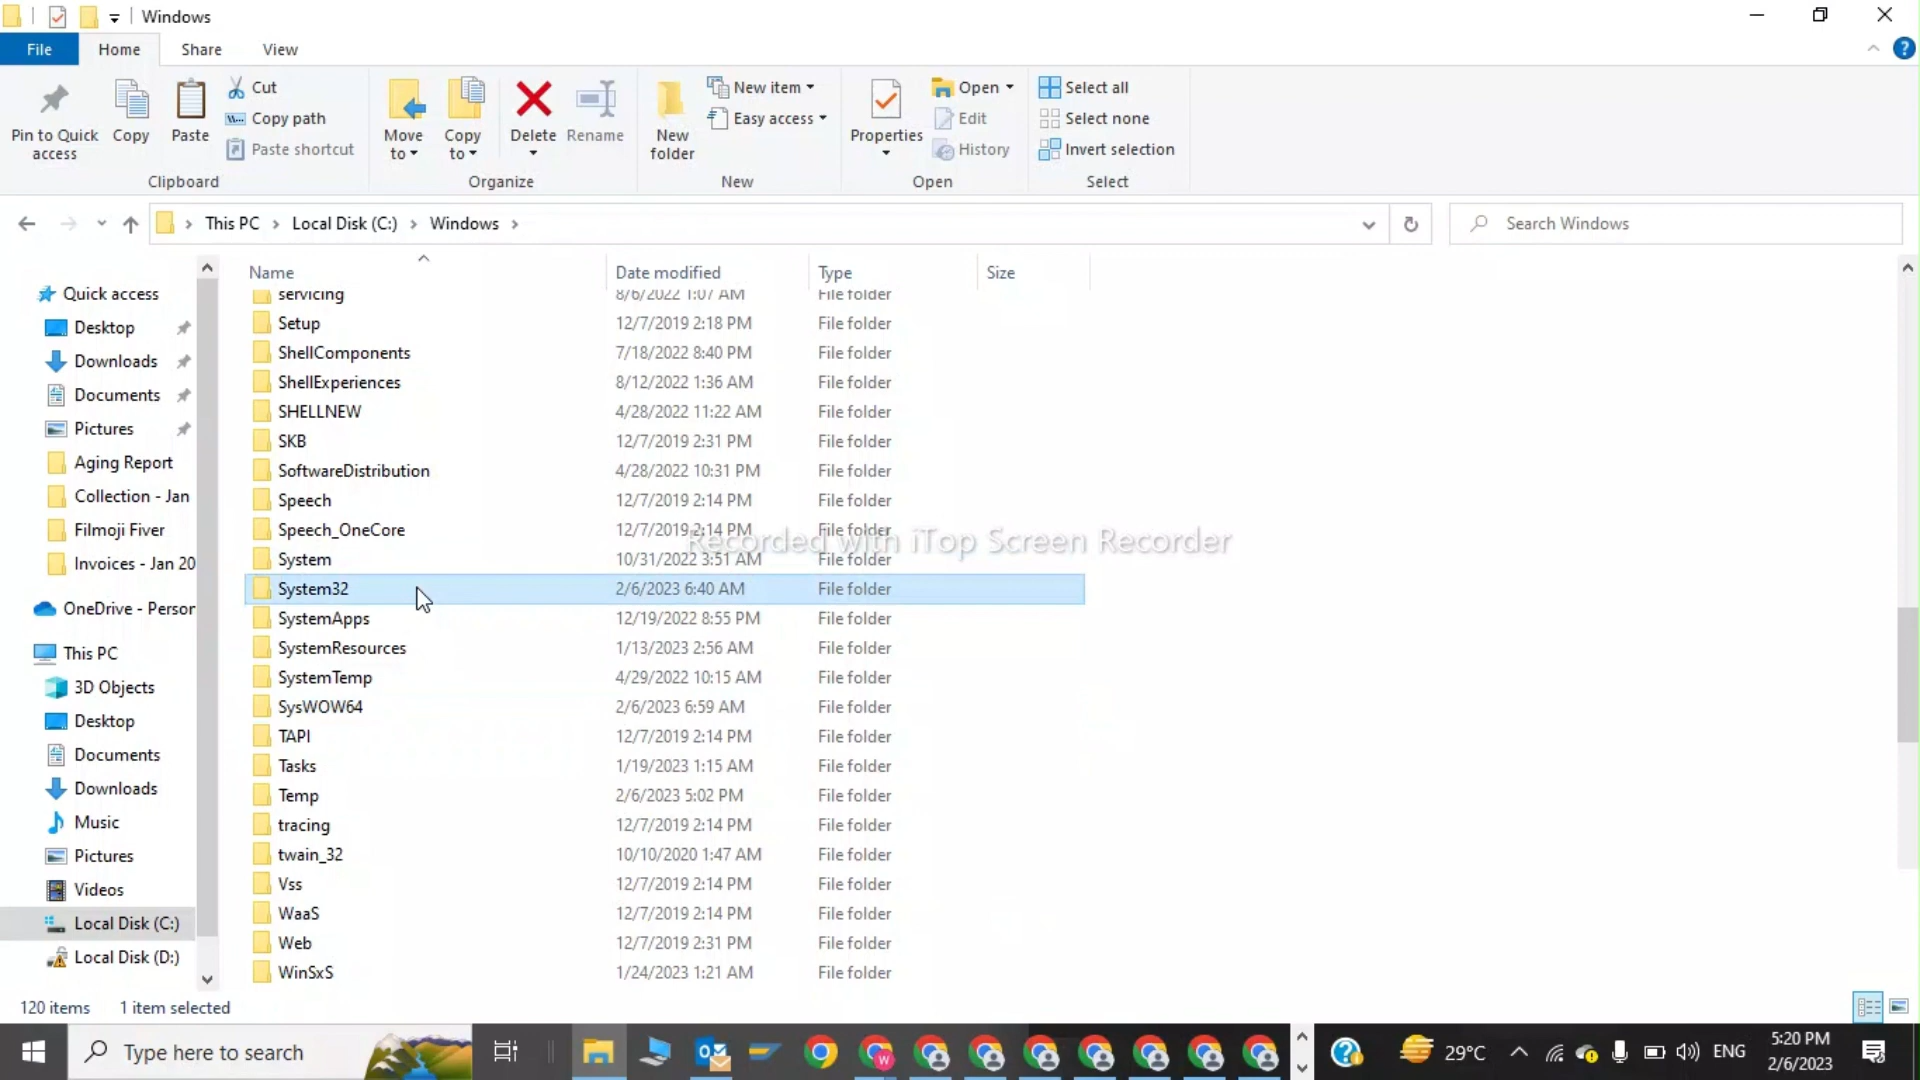 Windows
File Home Share View
Pin to Quick access
Copy
Paste
Cut
Copy path
Paste shortcut
Clipboard
Move to
Copy to
Delete
Rename
Organize
New folder
New item
Easy access
New
Properties
Open
Edit
History
Open
Select all
Select none
Invert selection
Select
This PC Local Disk (C:) Windows
Search Windows
Name Date modified Type Size
Quick access
Desktop
Downloads
Documents
Pictures
Aging Report
Collection - Jan
Filmoji Fiver
Invoices - Jan 20
OneDrive - Person
This PC
3D Objects
Desktop
Documents
Downloads
Music
Pictures
Videos
Local Disk (C:)
Local Disk (D:)
servicing 8/6/2022 1:07 AM File folder
Setup 12/7/2019 2:18 PM File folder
ShellComponents 7/18/2022 8:40 PM File folder
ShellExperiences 8/12/2022 1:36 AM File folder
SHELLNEW 4/28/2022 11:22 AM File folder
SKB 12/7/2019 2:31 PM File folder
SoftwareDistribution 4/28/2022 10:31 PM File folder
Speech 12/7/2019 2:14 PM File folder
Speech_OneCore 12/7/2019 2:14 PM File folder
Recorded with iTop Screen Recorder
System 10/31/2022 3:51 AM File folder
System32 2/6/2023 6:40 AM File folder
SystemApps 12/19/2022 8:55 PM File folder
SystemResources 1/13/2023 2:56 AM File folder
SystemTemp 4/29/2022 10:15 AM File folder
SysWOW64 2/6/2023 6:59 AM File folder
TAPI 12/7/2019 2:14 PM File folder
Tasks 1/19/2023 1:15 AM File folder
Temp 2/6/2023 5:02 PM File folder
tracing 12/7/2019 2:14 PM File folder
twain_32 10/10/2020 1:47 AM File folder
Vss 12/7/2019 2:14 PM File folder
WaaS 12/7/2019 2:14 PM File folder
Web 12/7/2019 2:31 PM File folder
WinSxS 1/24/2023 1:21 AM File folder
120 items 1 item selected
Type here to search
29°C
ENG
5:20 PM
2/6/2023